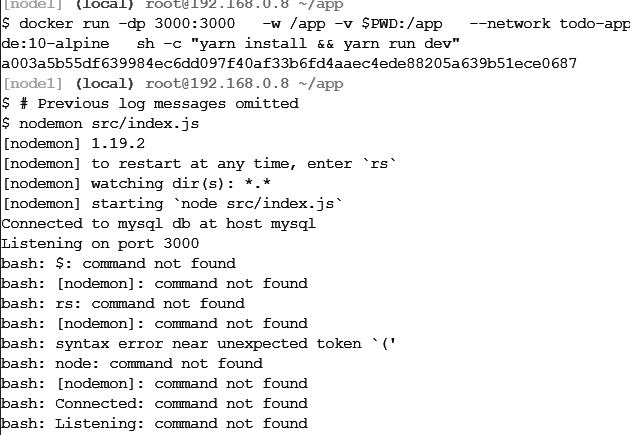 [node1] (local) root@192.168.0.8 ~/app
$ docker run -dp 3000:3000   -w /app -v $PWD:/app   --network todo-app
de:10-alpine   sh -c "yarn install && yarn run dev"
a003a5b55df639984ec6dd097f40af33b6fd4aaec4ede88205a639b51ece0687
[node1] (local) root@192.168.0.8 ~/app
$ # Previous log messages omitted
$ nodemon src/index.js
[nodemon] 1.19.2
[nodemon] to restart at any time, enter `rs`
[nodemon] watching dir(s): *.*
[nodemon] starting `node src/index.js`
Connected to mysql db at host mysql
Listening on port 3000
bash: $: command not found
bash: [nodemon]: command not found
bash: rs: command not found
bash: [nodemon]: command not found
bash: syntax error near unexpected token `('
bash: node: command not found
bash: [nodemon]: command not found
bash: Connected: command not found
bash: Listening: command not found